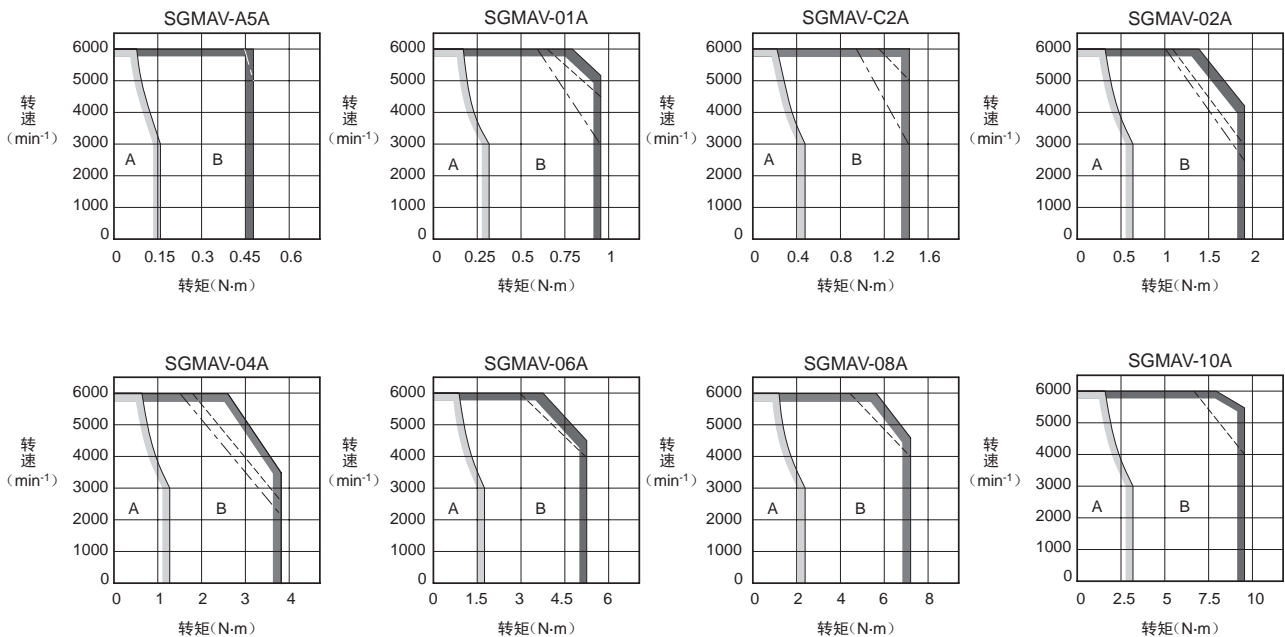 SGMAV-A5A
6000
5000
4000
3000
2000
1000
0
转速
（min-1）
A
B
0 0.15 0.3 0.45 0.6
转矩（N·m）
SGMAV-01A
6000
5000
4000
3000
2000
1000
0
转速
（min-1）
A
B
0 0.25 0.5 0.75 1
转矩（N·m）
SGMAV-C2A
6000
5000
4000
3000
2000
1000
0
转速
（min-1）
A
B
0 0.4 0.8 1.2 1.6
转矩（N·m）
SGMAV-02A
6000
5000
4000
3000
2000
1000
0
转速
（min-1）
A
B
0 0.5 1 1.5 2
转矩（N·m）
SGMAV-04A
6000
5000
4000
3000
2000
1000
0
转速
（min-1）
A
B
0 1 2 3 4
转矩（N·m）
SGMAV-06A
6000
5000
4000
3000
2000
1000
0
转速
（min-1）
A
B
0 1.5 3 4.5 6
转矩（N·m）
SGMAV-08A
6000
5000
4000
3000
2000
1000
0
转速
（min-1）
A
B
0 2 4 6 8
转矩（N·m）
SGMAV-10A
6000
5000
4000
3000
2000
1000
0
转速
（min-1）
A
B
0 2.5 5 7.5 10
转矩（N·m）